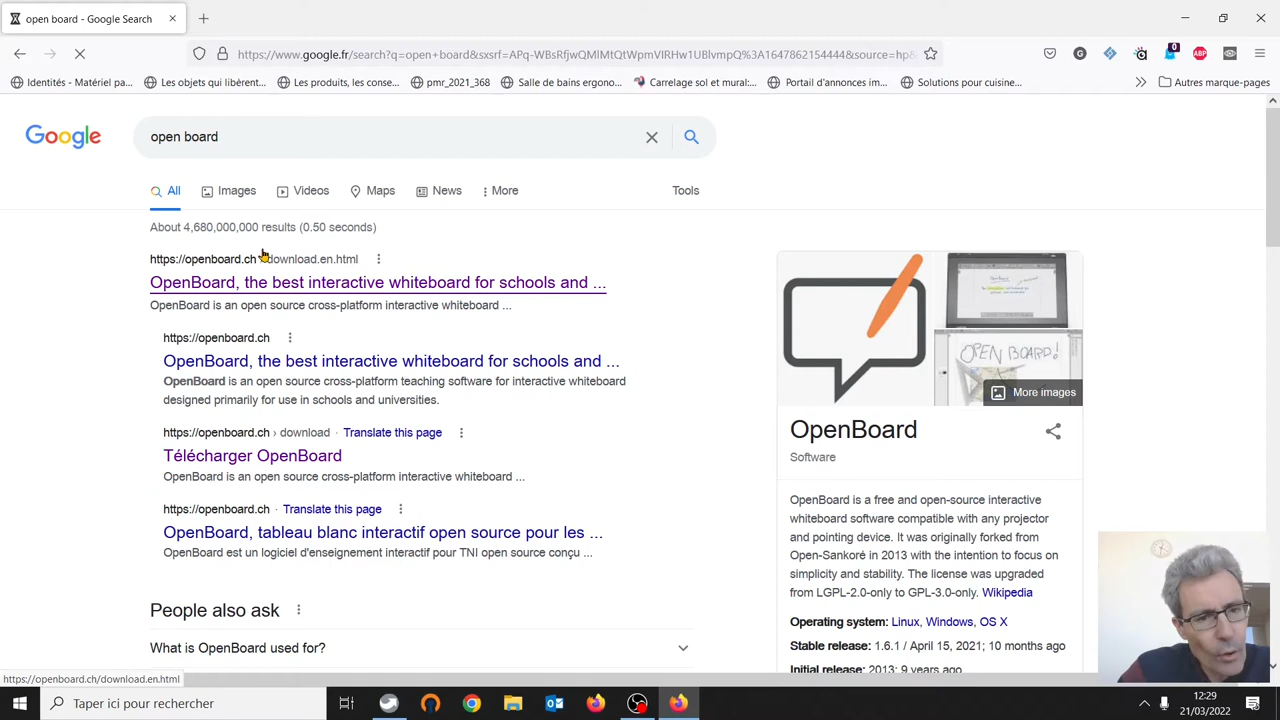 open board - Google Search
https://www.google.fr/search?q=open+board&sxsrf=APq-WBsRfjwQMlMtQtWpmVIRHw1UBlvmpQ%3A1647862154444&source=hp&
Identités - Matériel pa...
Les objets qui libèrent...
Les produits, les conse...
pmr_2021_368
Salle de bains ergono...
Carrelage sol et mural:...
Portail d'annonces im...
Solutions pour cuisine...
Autres marque-pages
Google
open board
All
Images
Videos
Maps
News
More
Tools
About 4,680,000,000 results (0.50 seconds)
https://openboard.ch download.en.html
OpenBoard, the best interactive whiteboard for schools and ...
OpenBoard is an open source cross-platform interactive whiteboard ...
https://openboard.ch
OpenBoard, the best interactive whiteboard for schools and ...
OpenBoard is an open source cross-platform teaching software for interactive whiteboard
designed primarily for use in schools and universities.
https://openboard.ch › download · Translate this page
Télécharger OpenBoard
OpenBoard is an open source cross-platform interactive whiteboard ...
https://openboard.ch · Translate this page
OpenBoard, tableau blanc interactif open source pour les ...
OpenBoard est un logiciel d'enseignement interactif pour TNI open source conçu ...
People also ask
What is OpenBoard used for?
OPEN BOARD!
More images
OpenBoard
Software
OpenBoard is a free and open-source interactive
whiteboard software compatible with any projector
and pointing device. It was originally forked from
Open-Sankoré in 2013 with the intention to focus on
simplicity and stability. The license was upgraded
from LGPL-2.0-only to GPL-3.0-only. Wikipedia
Operating system: Linux, Windows, OS X
Stable release: 1.6.1 / April 15, 2021; 10 months ago
Initial release: 2013; 9 years ago
https://openboard.ch/download.en.html
Taper ici pour rechercher
12:29
21/03/2022